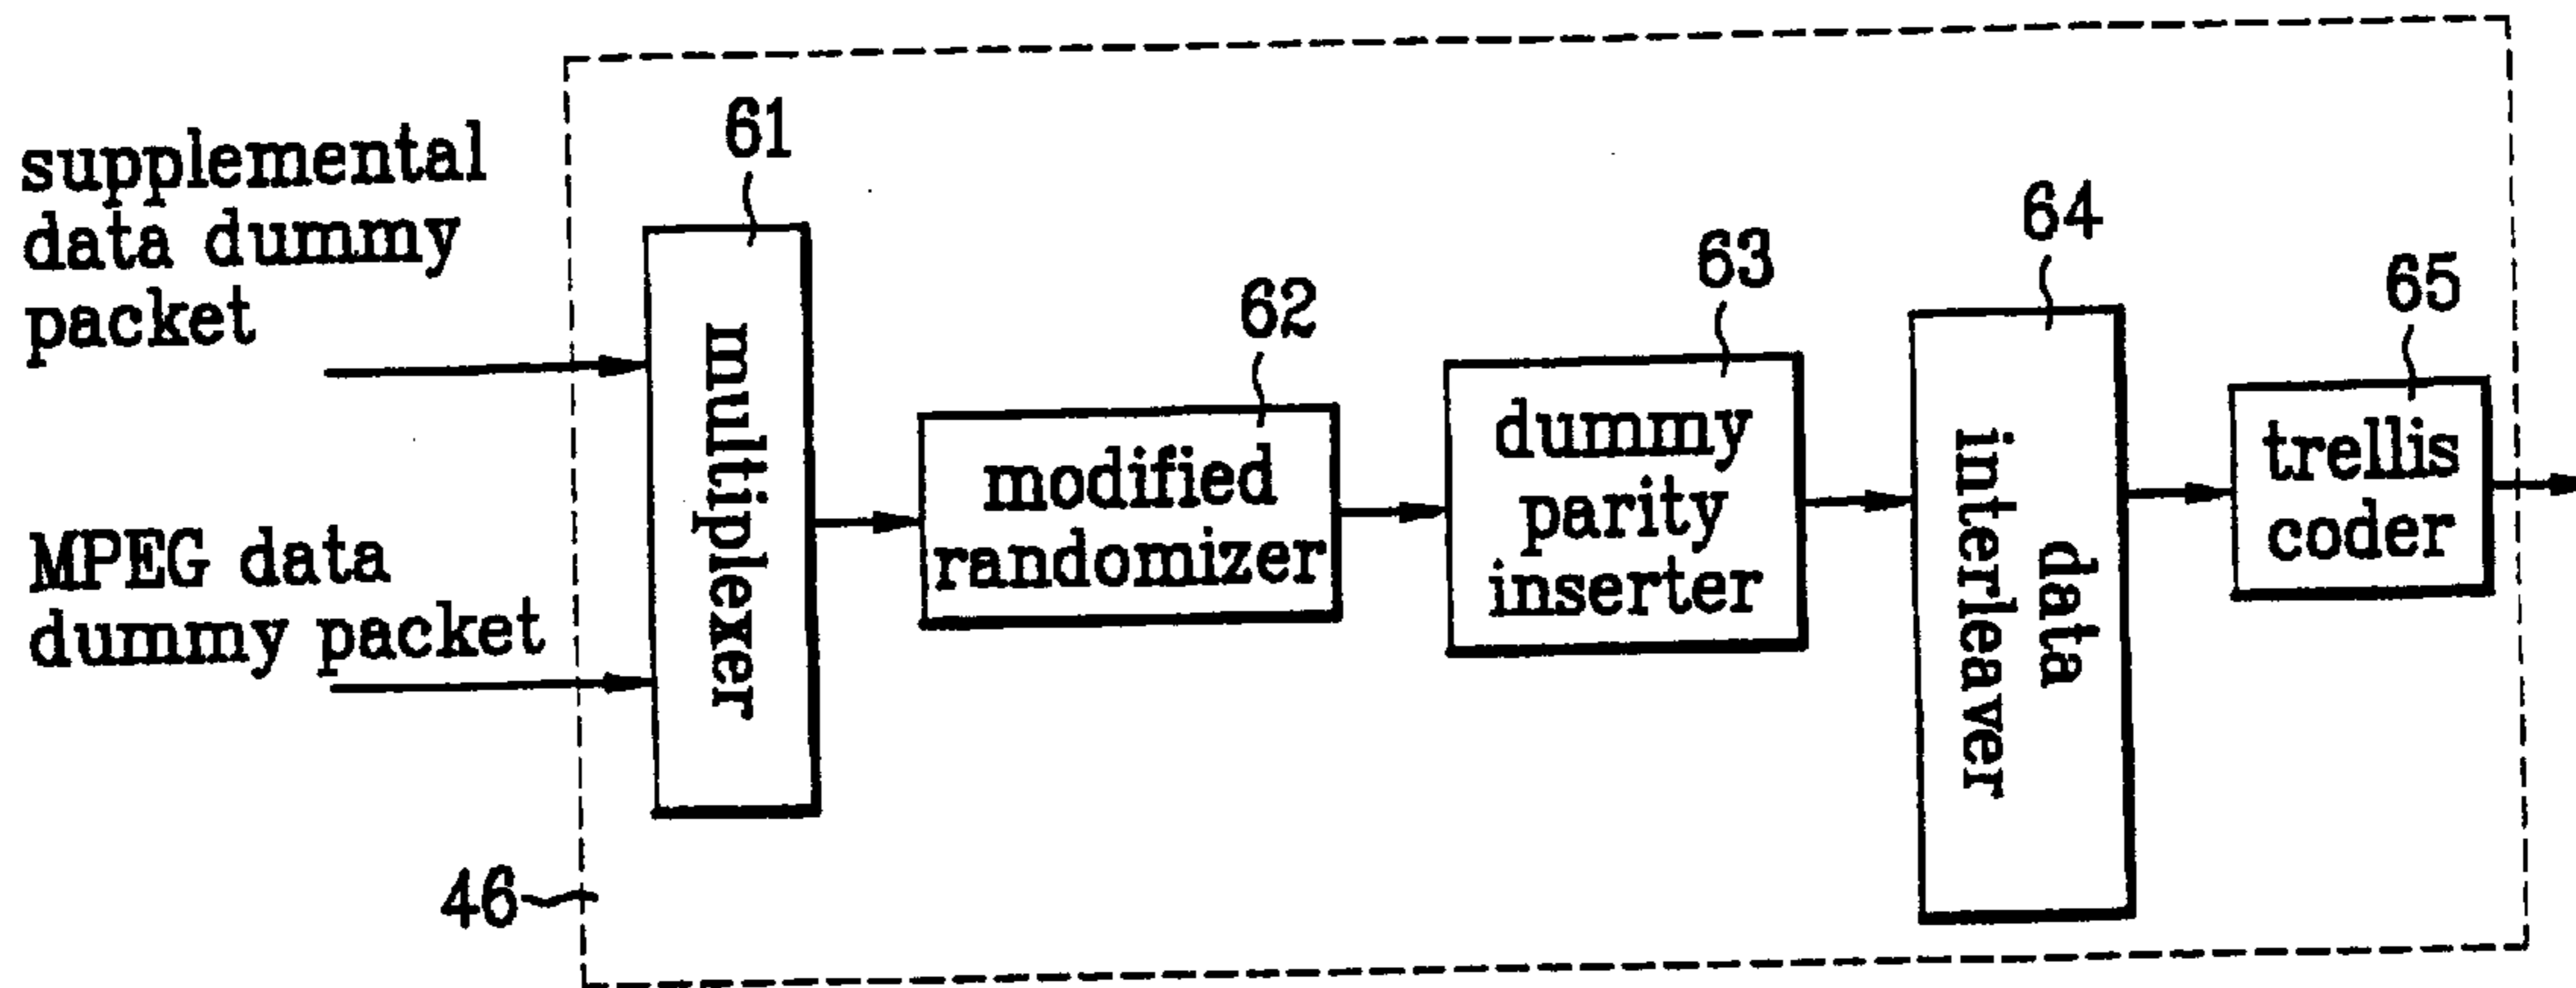 supplemental
data dummy
packet
MPEG data
dummy packet
46
61
multiplexer
62
modified
randomizer
63
dummy
parity
inserter
64
data
interleaver
65
trellis
coder